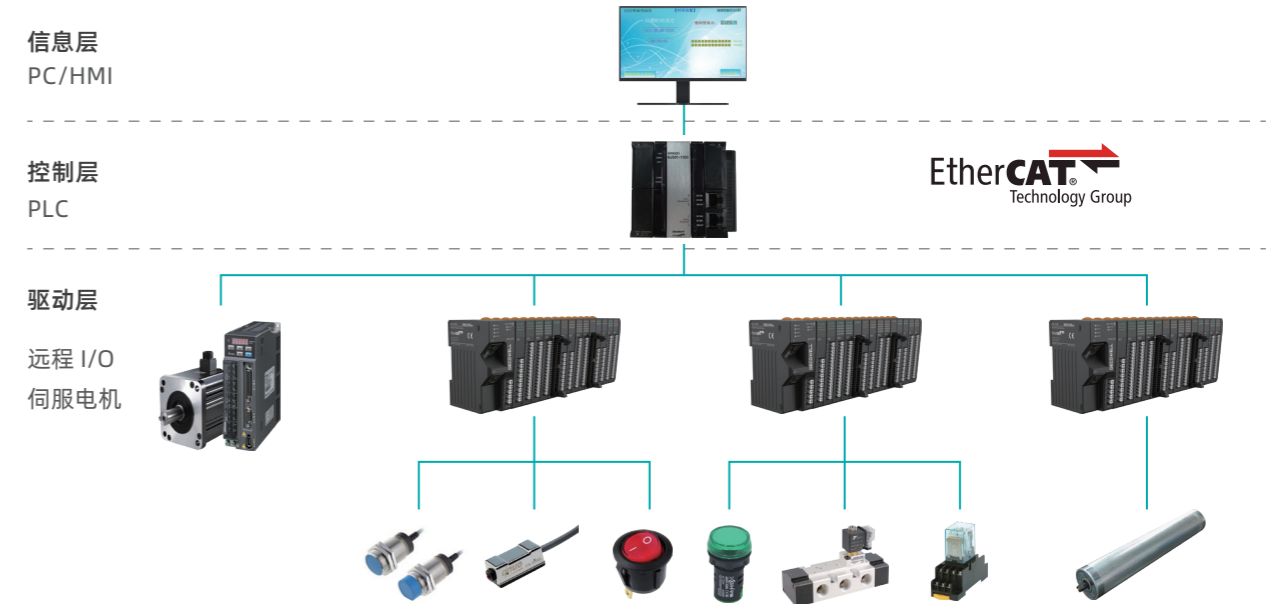 信息层
PC/HMI
控制层
PLC
EtherCAT®
Technology Group
驱动层
远程 I/O
伺服电机